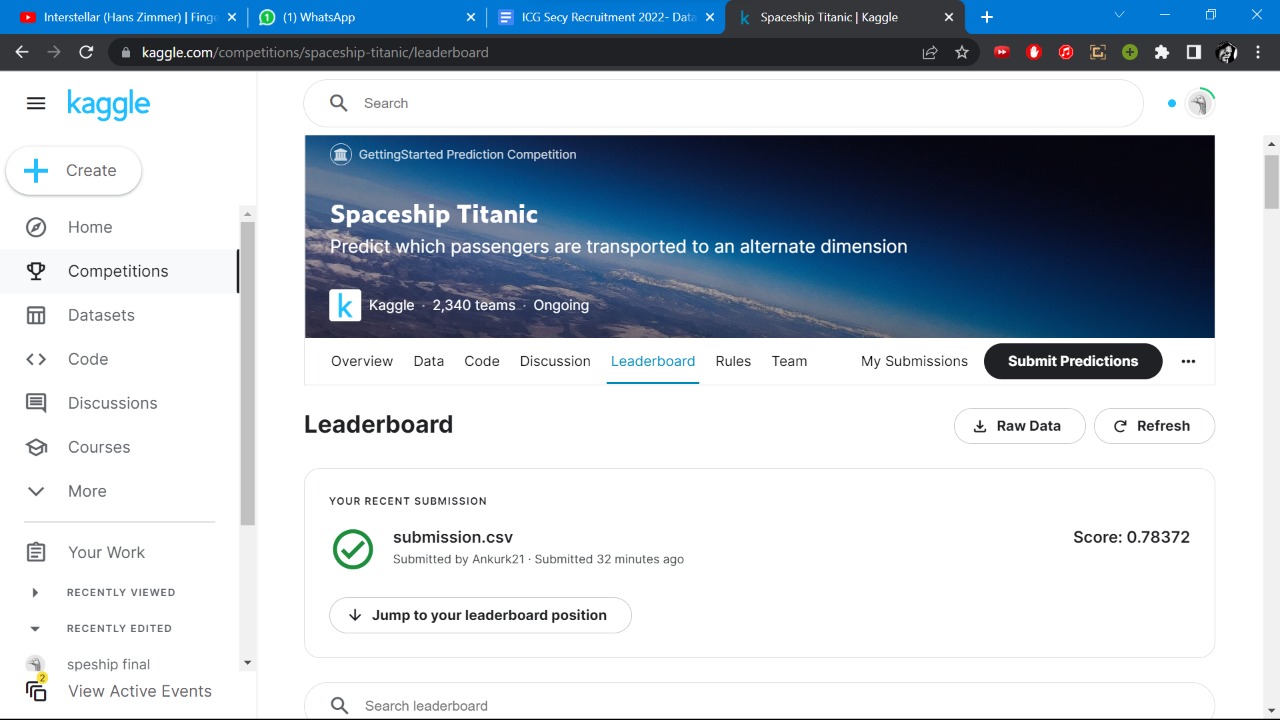 Interstellar (Hans Zimmer) | Finge
(1) WhatsApp
ICG Secy Recruitment 2022- Data
Spaceship Titanic | Kaggle
kaggle.com/competitions/spaceship-titanic/leaderboard
kaggle
Search
Create
Home
Competitions
Datasets
Code
Discussions
Courses
More
Your Work
RECENTLY VIEWED
RECENTLY EDITED
speship final
2
View Active Events
GettingStarted Prediction Competition
Spaceship Titanic
Predict which passengers are transported to an alternate dimension
k
Kaggle · 2,340 teams · Ongoing
Overview Data Code Discussion Leaderboard Rules Team My Submissions Submit Predictions
Leaderboard
Raw Data
Refresh
YOUR RECENT SUBMISSION
submission.csv
Score: 0.78372
Submitted by Ankurk21 · Submitted 32 minutes ago
Jump to your leaderboard position
Search leaderboard